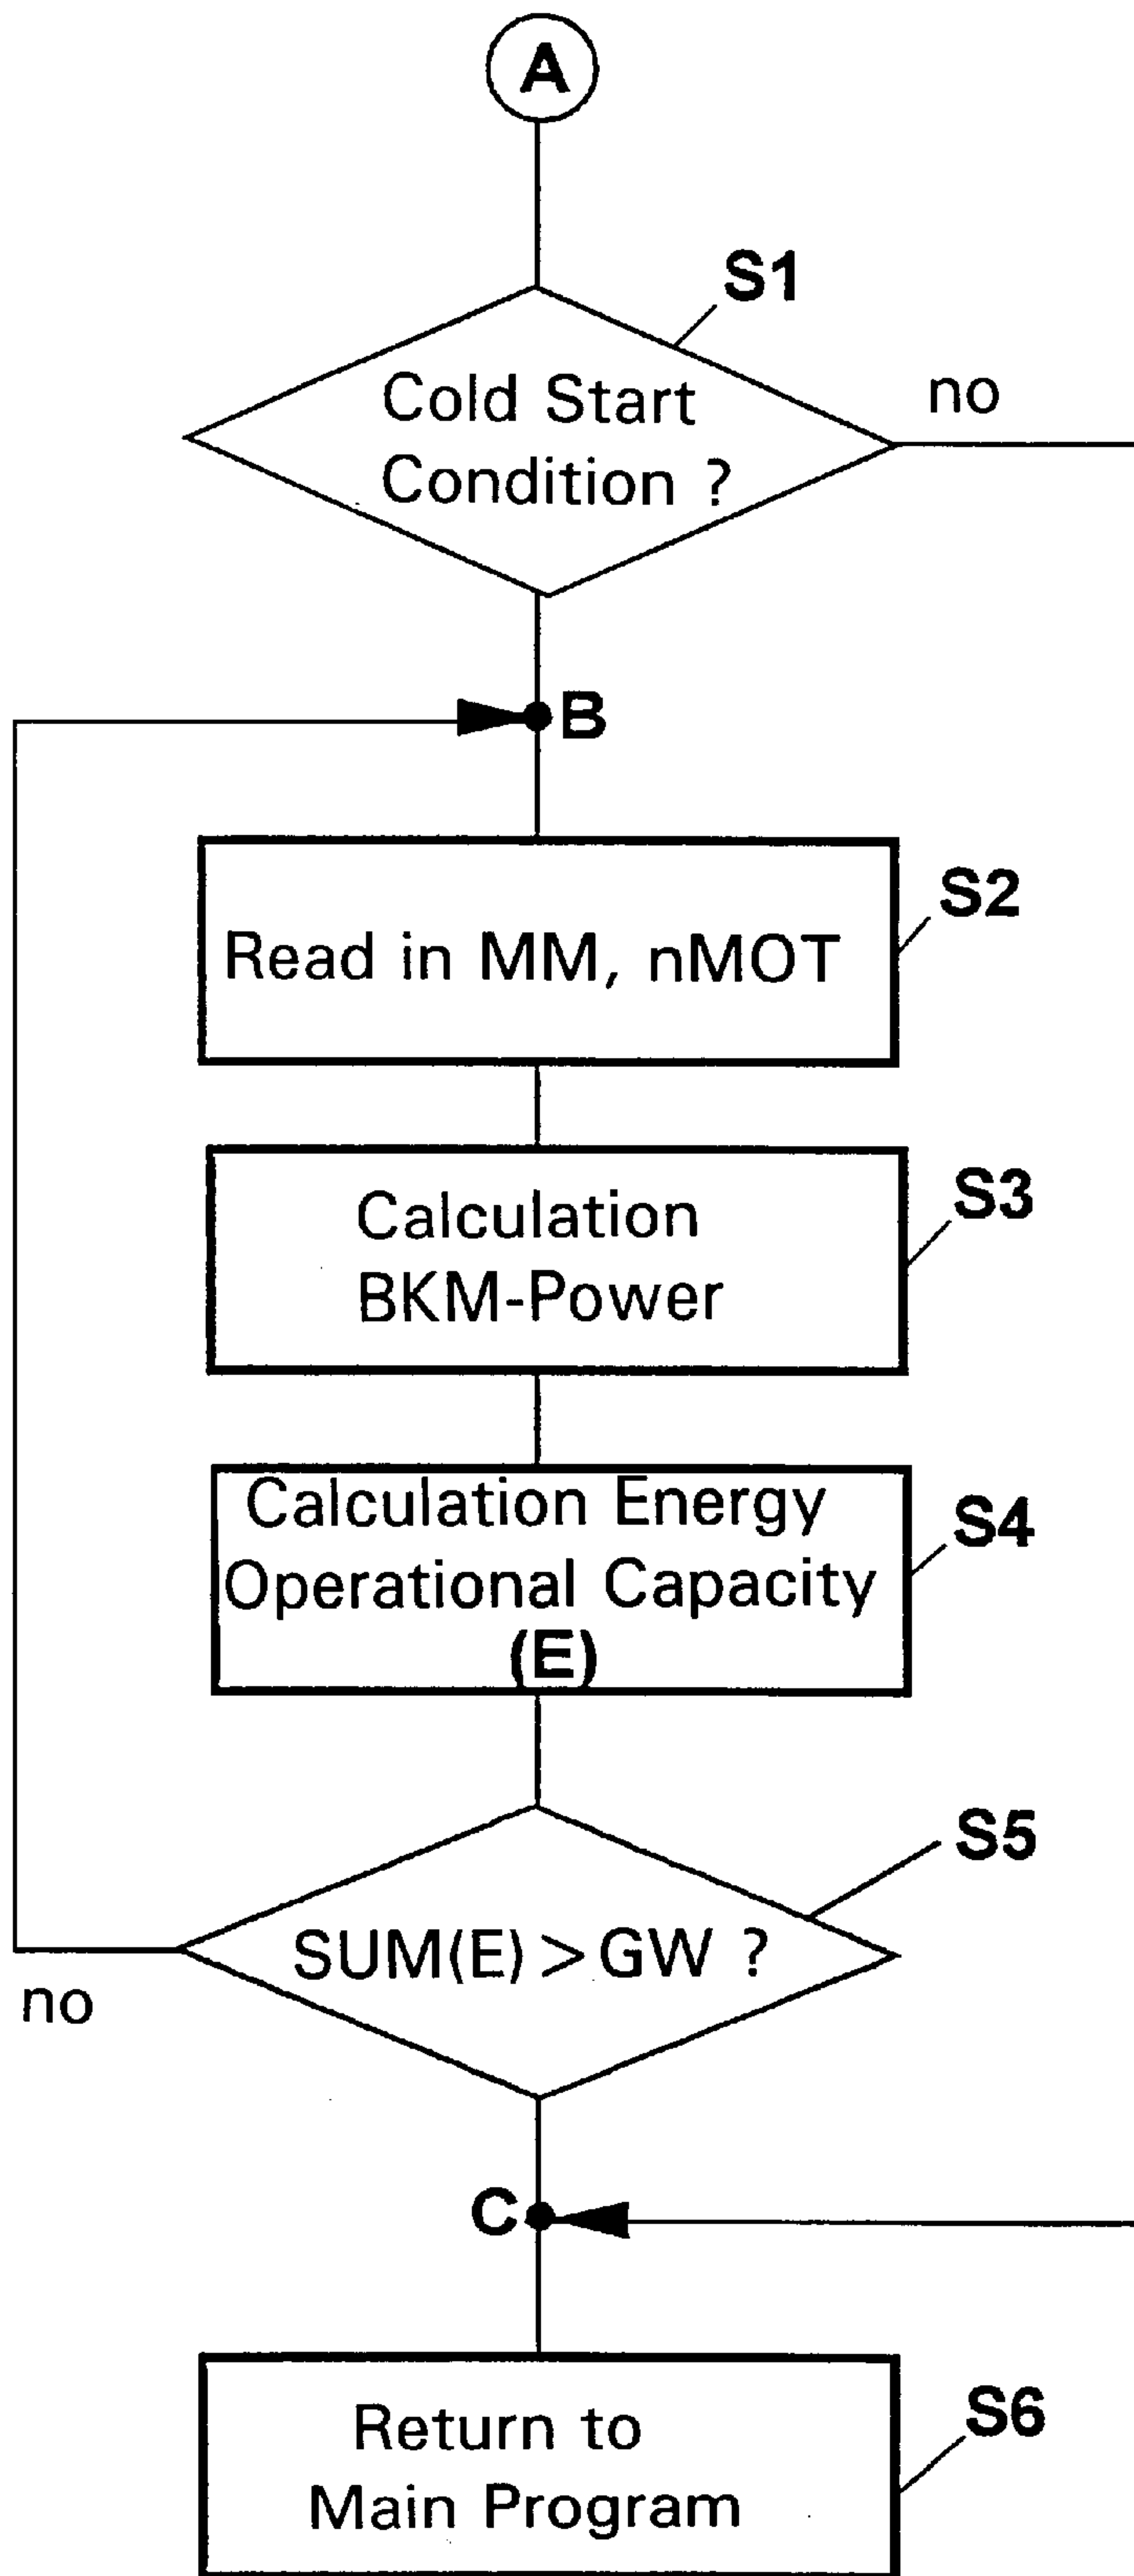 A
S1
Cold Start
Condition ?
no
B
S2
Read in MM, nMOT
S3
Calculation
BKM-Power
S4
Calculation Energy
Operational Capacity
(E)
S5
SUM(E) > GW ?
no
C
S6
Return to
Main Program